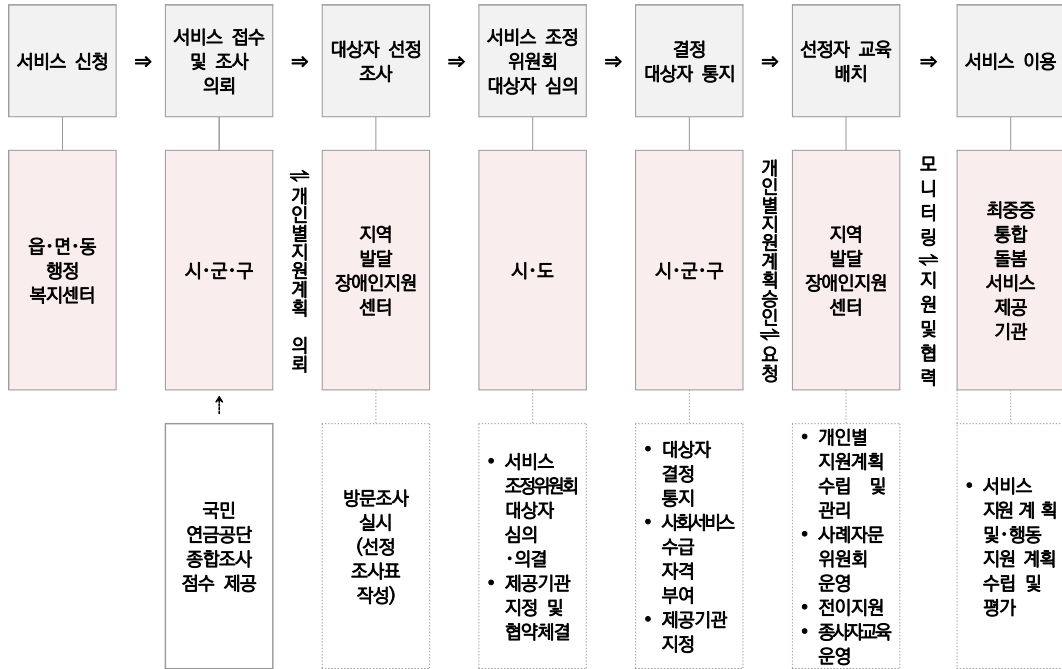 서비스 신청
⇒
서비스 접수
및 조사
의뢰
⇒
대상자 선정
조사
⇒
서비스 조정
위원회
대상자 심의
⇒
결정
대상자 통지
⇒
선정자 교육
배치
⇒
서비스 이용
읍·면·동
행정
복지센터
시·군·구
⇌개인별지원계획 의뢰
지역
발달
장애인지원
센터
시·도
시·군·구
개인별지원계획승인⇌요청
지역
발달
장애인지원
센터
모니터링⇌지원및협력
최중증
통합
돌봄
서비스
제공
기관
국민
연금공단
종합조사
점수 제공
방문조사
실시
(선정
조사표
작성)
• 서비스
조정위원회
대상자
심의
·의결
• 제공기관
지정 및
협약체결
• 대상자
결정
통지
• 사회서비스
수급
자격
부여
• 제공기관
지정
• 개인별
지원계획
수립 및
관리
• 사례자문
위원회
운영
• 전이지원
• 종사자교육
운영
• 서비스
지원 계 획
및·행동
지원 계획
수립 및
평가